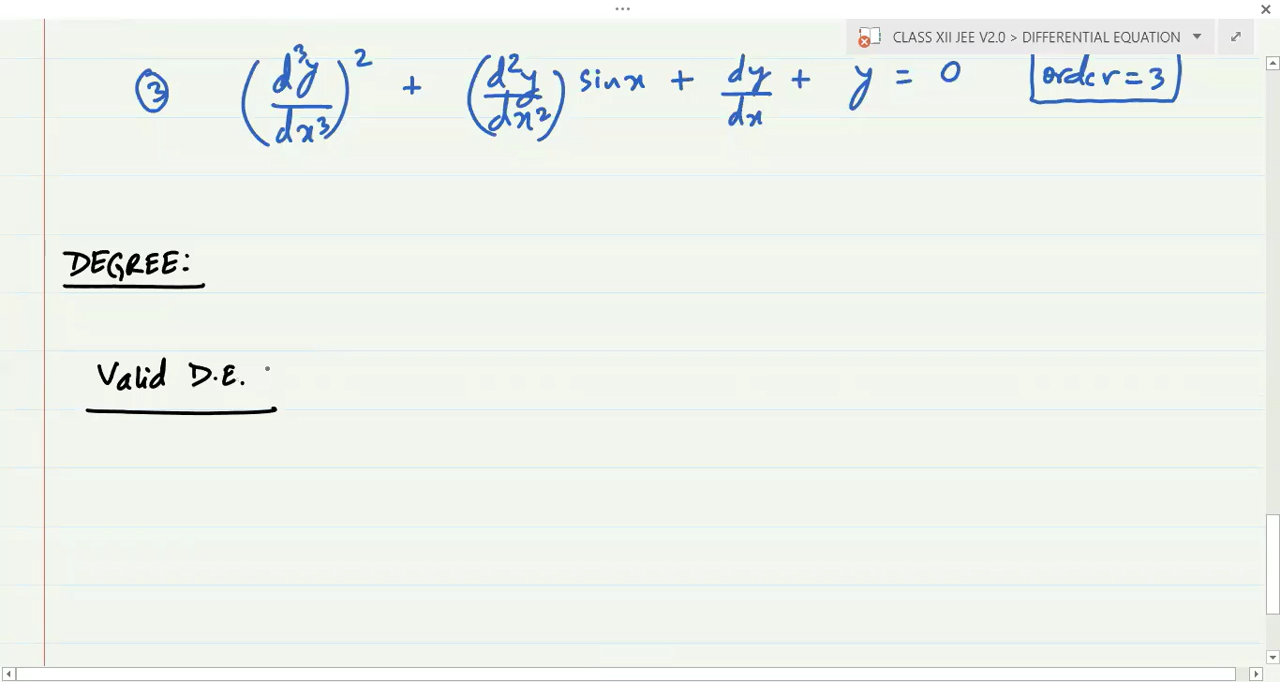 ...
CLASS XII JEE V2.0 > DIFFERENTIAL EQUATION
③ (d³y/dx³)² + (d²y/dx²) sinx + dy/dx + y = 0 order = 3
DEGREE:
Valid D.E.